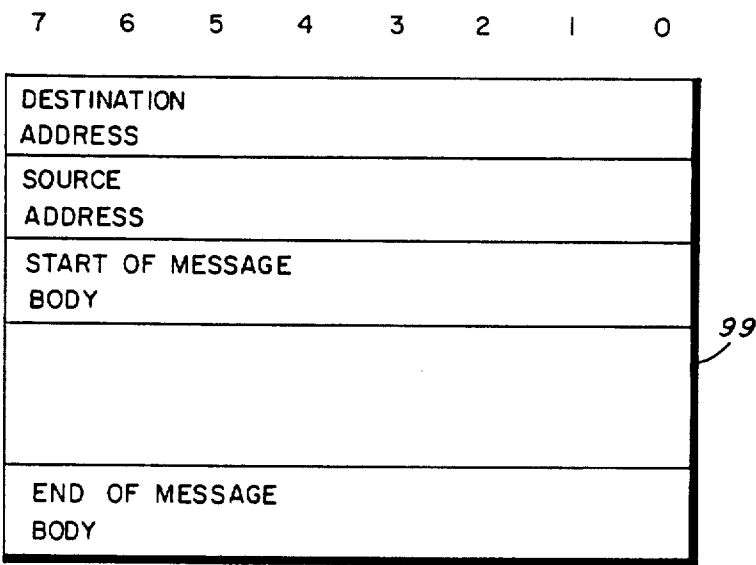 7 6 5 4 3 2 1 0
DESTINATION
ADDRESS
SOURCE
ADDRESS
START OF MESSAGE
BODY
99
END OF MESSAGE
BODY